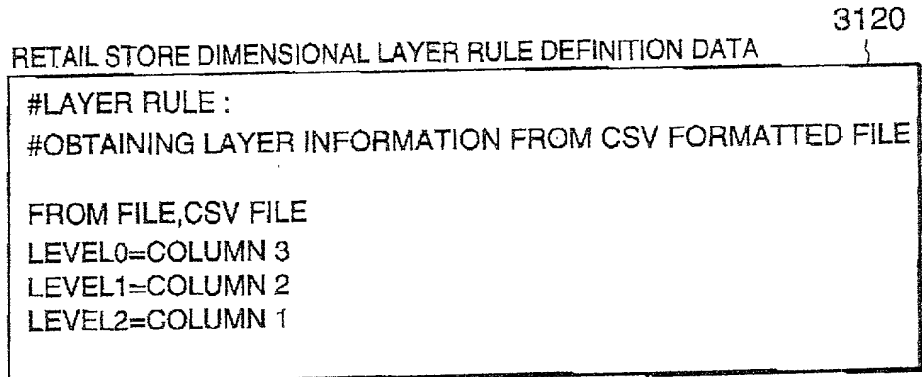 3120
RETAIL STORE DIMENSIONAL LAYER RULE DEFINITION DATA
#LAYER RULE :
#OBTAINING LAYER INFORMATION FROM CSV FORMATTED FILE
FROM FILE,CSV FILE
LEVEL0=COLUMN 3
LEVEL1=COLUMN 2
LEVEL2=COLUMN 1